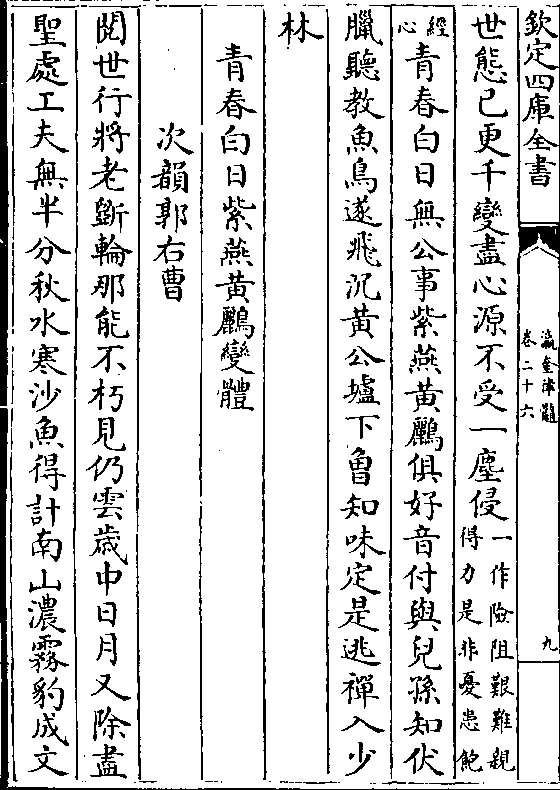 欽定四庫全書
瀛奎律髓
卷二十六
九
世態已更千變盡心源不受一塵侵一作險阻艱難親得力是非憂患飽
經心青春白日無公事紫燕黃鸝俱好音付與兒孫知伏
臘聽教魚鳥遂飛沉黃公壚下曽知味定是逃禪入少
林
青春白日紫燕黃鸝變體
次韻郭右曹
閱世行將老斲輪那能不朽見仍雲歲中日月又除盡
聖處工夫無半分秋水寒沙魚得計南山濃霧豹成文